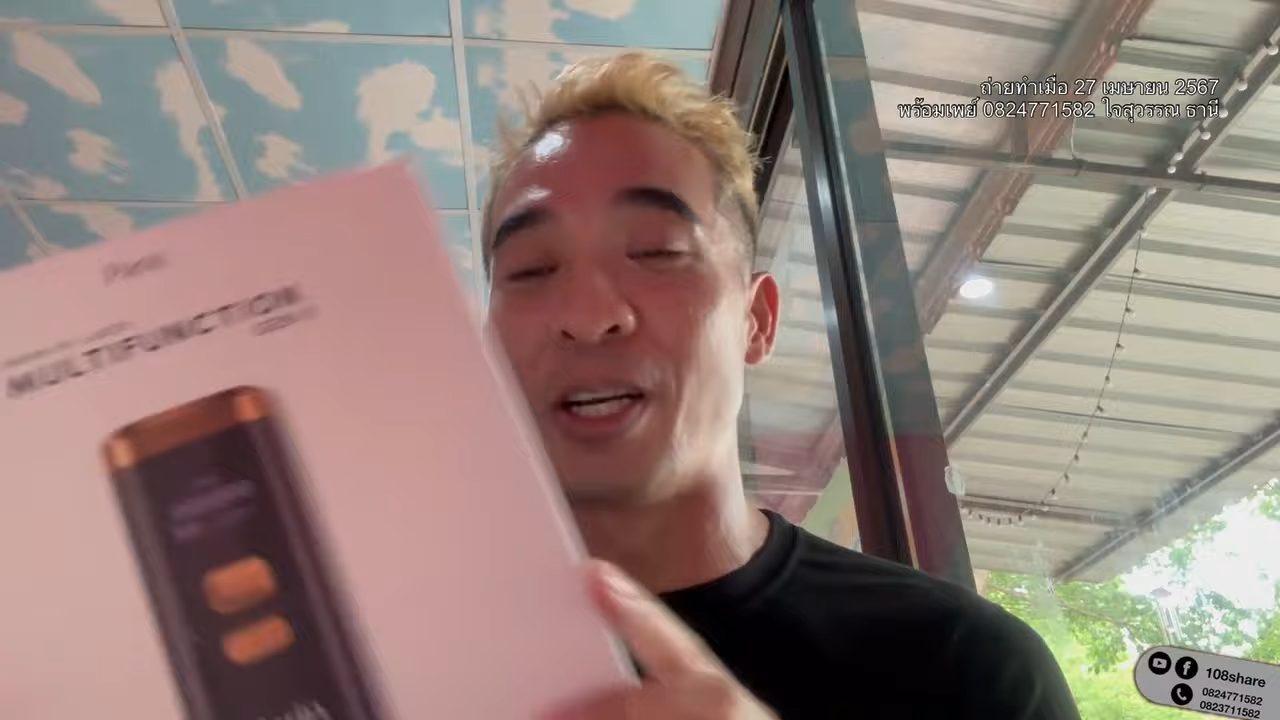 ถ่ายทำเมื่อ 27 เมษายน 2567
พร้อมเพย์ 0824771582 ใจสุวรรณ ธานี
MULTIFUNCTION
108share
0824771582
0823711582